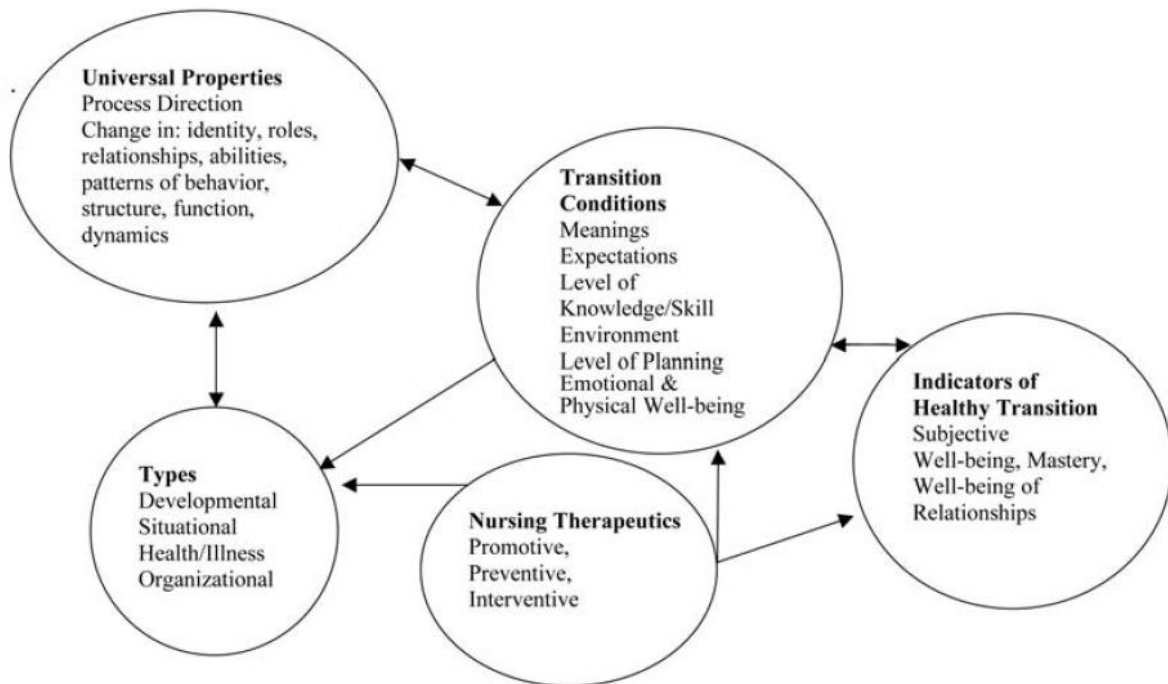 Universal Properties
Process Direction
Change in: identity, roles,
relationships, abilities,
patterns of behavior,
structure, function,
dynamics
Transition
Conditions
Meanings
Expectations
Level of
Knowledge/Skill
Environment
Level of Planning
Emotional &
Physical Well-being
Indicators of
Healthy Transition
Subjective
Well-being, Mastery,
Well-being of
Relationships
Types
Developmental
Situational
Health/Illness
Organizational
Nursing Therapeutics
Promotive,
Preventive,
Interventive